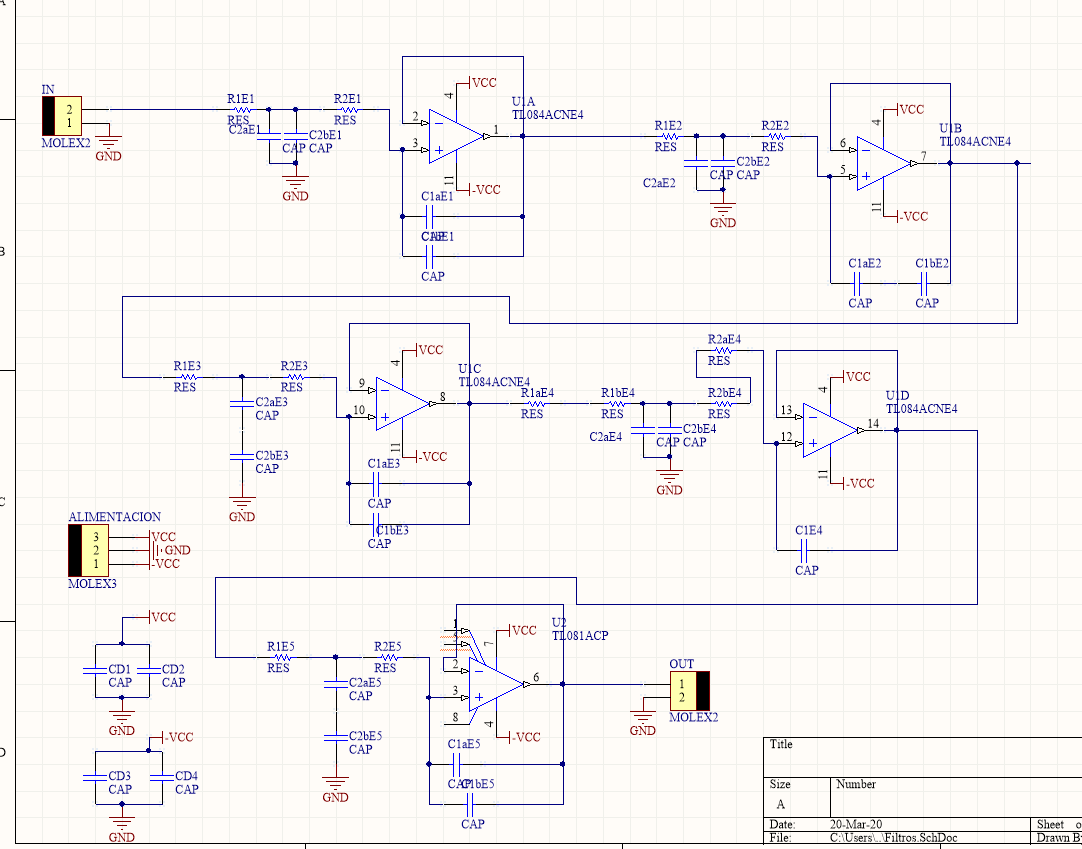 A
IN
2
1
MOLEX2
GND
R1E1
RES
C2aE1
CAP
C2bE1
CAP
GND
R2E1
RES
VCC
4
2
3
1
11
-VCC
U1A
TL084ACNE4
C1aE1
CAP
C1bE1
CAP
R1E2
RES
C2aE2
CAP
C2bE2
CAP
GND
R2E2
RES
VCC
4
6
5
7
11
-VCC
U1B
TL084ACNE4
C1aE2
CAP
C1bE2
CAP
B
R1E3
RES
R2E3
RES
C2aE3
CAP
C2bE3
CAP
GND
VCC
4
9
10
8
11
-VCC
U1C
TL084ACNE4
C1aE3
CAP
C1bE3
CAP
R1aE4
RES
R1bE4
RES
C2aE4
CAP
C2bE4
CAP
GND
R2aE4
RES
R2bE4
RES
VCC
4
13
12
14
11
-VCC
U1D
TL084ACNE4
C1E4
CAP
C
ALIMENTACION
3
2
1
VCC
GND
-VCC
MOLEX3
VCC
CD1
CAP
CD2
CAP
GND
-VCC
CD3
CAP
CD4
CAP
GND
D
R1E5
RES
R2E5
RES
C2aE5
CAP
C2bE5
CAP
GND
1
2
3
8
VCC
7
6
4
-VCC
U2
TL081ACP
C1aE5
CAP
C1bE5
CAP
OUT
1
2
MOLEX2
GND
Title
Size
Number
A
Date:
20-Mar-20
Sheet o
File:
C:\Users\..\Filtros.SchDoc
Drawn By